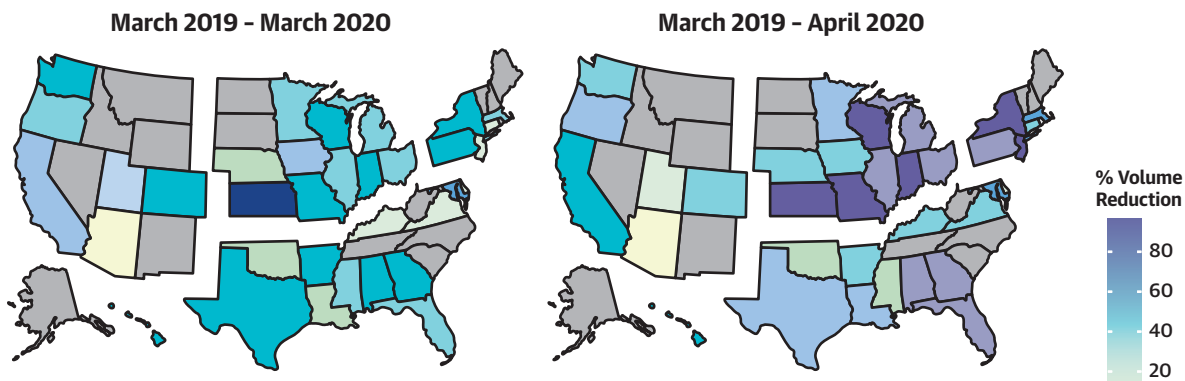 March 2019 – March 2020
March 2019 – April 2020
% Volume
Reduction
80
60
40
20